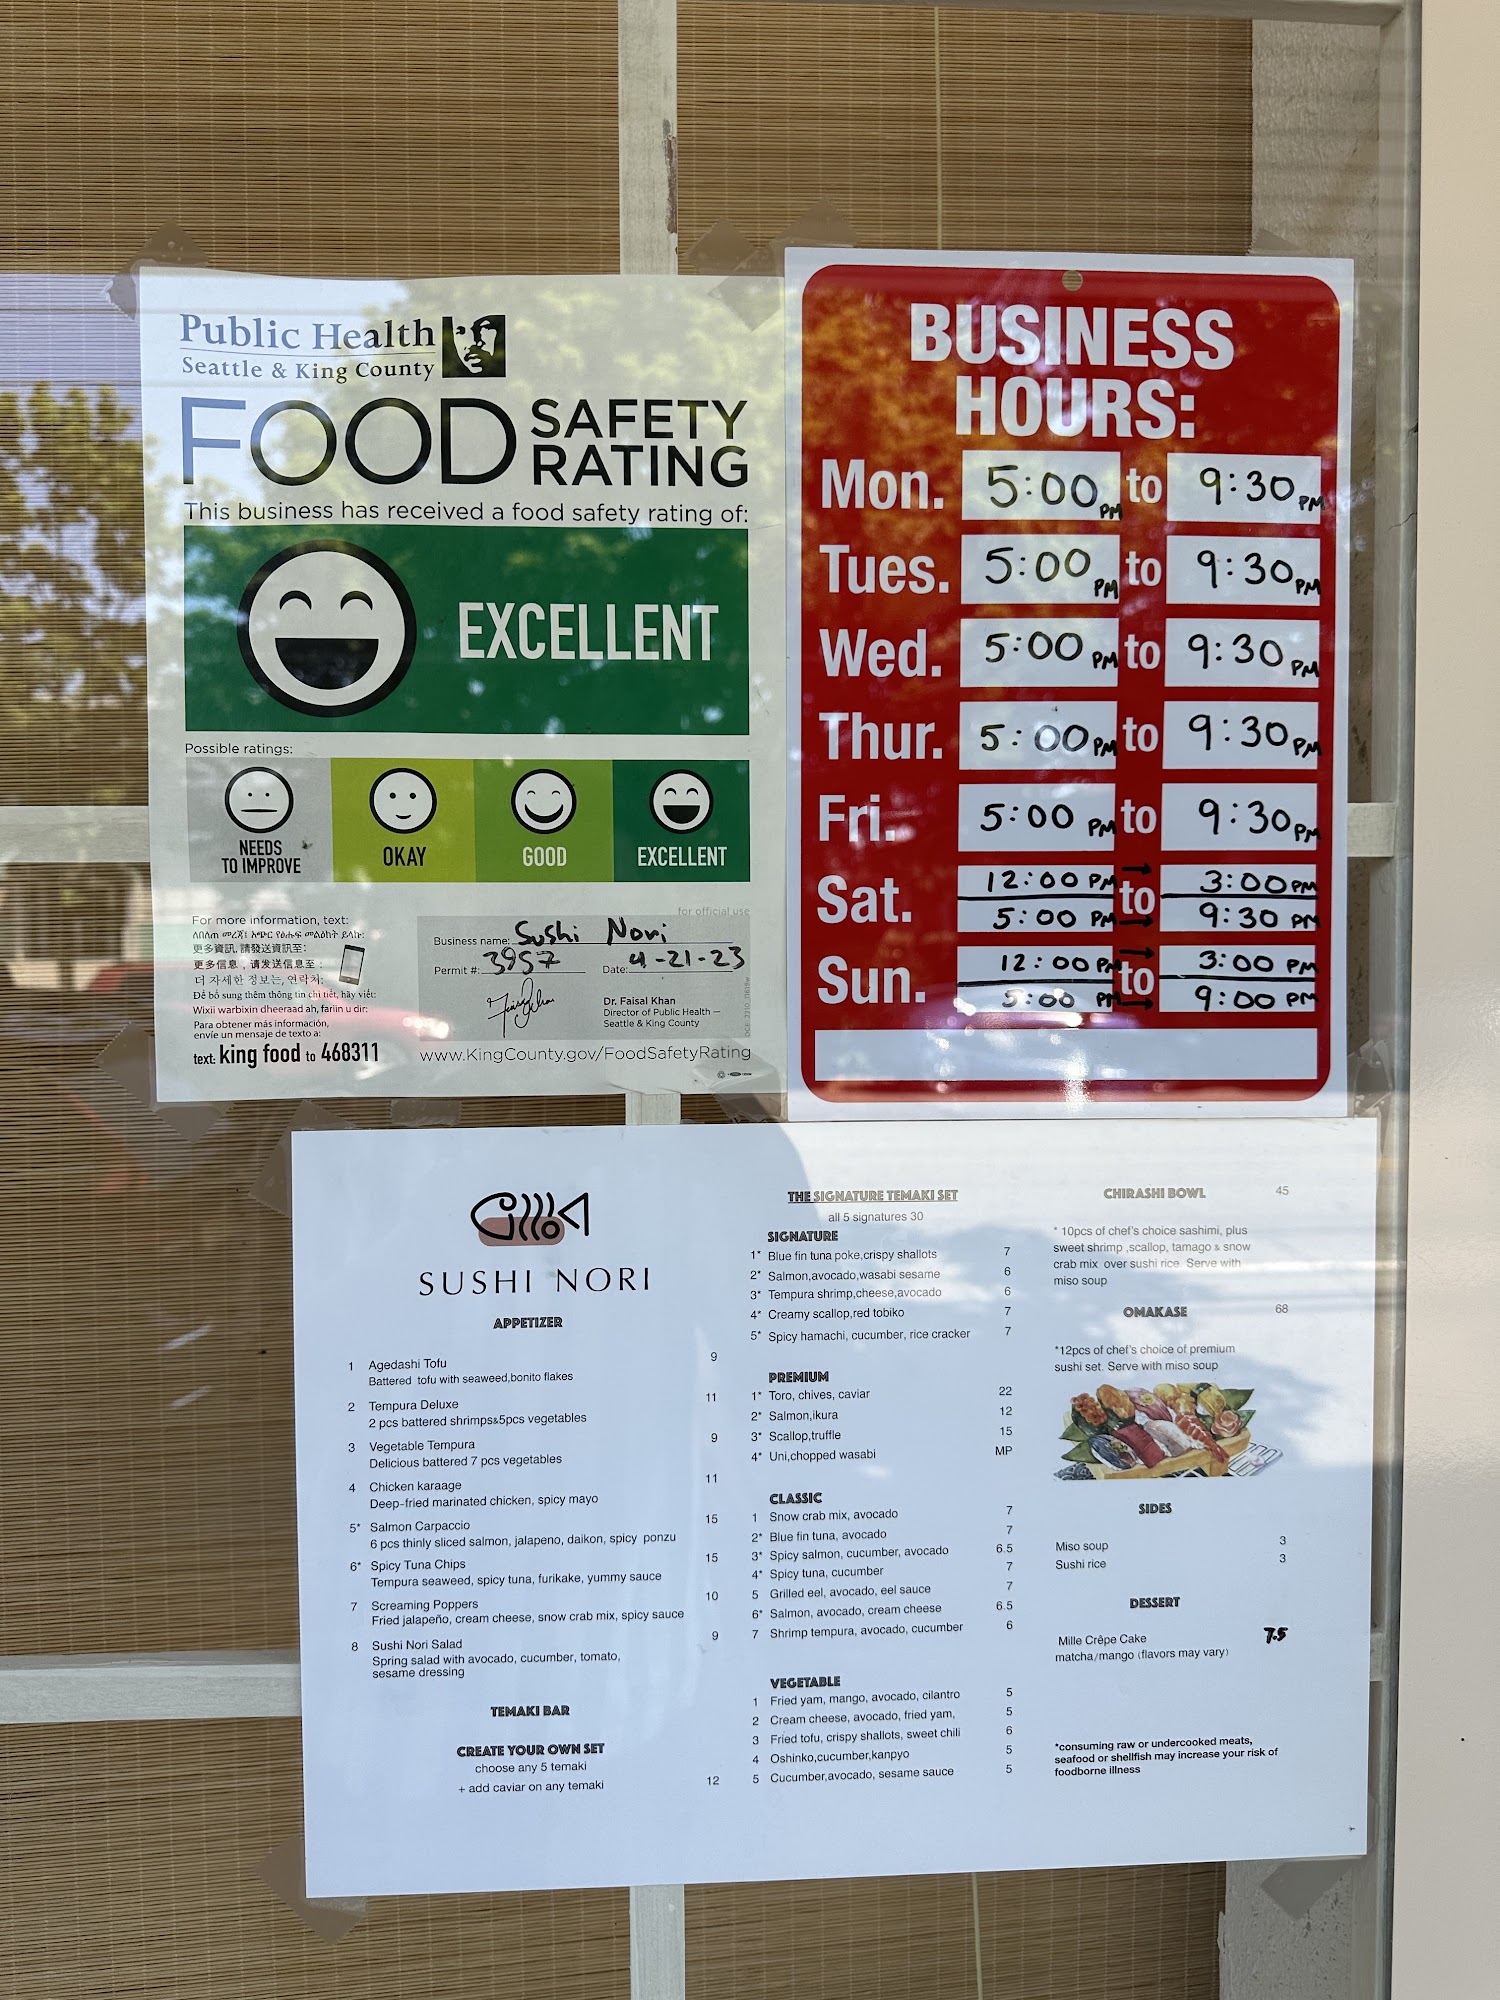 Public Health
Seattle & King County
FOOD SAFETY RATING
This business has received a food safety rating of:
EXCELLENT
Possible ratings:
NEEDS TO IMPROVE
OKAY
GOOD
EXCELLENT
For more information, text:
更多資訊, 請發送資訊至:
更多信息，请发送信息至：
더 자세한 정보는, 연락처:
Để bổ sung thêm thông tin chi tiết, hãy viết:
Wixii warbixin dheeraad ah, fariin u dir:
Para obtener más información,
envíe un mensaje de texto a:
text: king food to 468311
for official use
Business name: Sushi Nori
Permit #: 3957 Date: 4-21-23
Dr. Faisal Khan
Director of Public Health –
Seattle & King County
www.KingCounty.gov/FoodSafetyRating
BUSINESS
HOURS:
Mon. 5:00 PM to 9:30 PM
Tues. 5:00 PM to 9:30 PM
Wed. 5:00 PM to 9:30 PM
Thur. 5:00 PM to 9:30 PM
Fri. 5:00 PM to 9:30 PM
Sat. 12:00 PM → to 3:00 PM
5:00 PM → 9:30 PM
Sun. 12:00 PM → to 3:00 PM
5:00 PM → 9:00 PM
SUSHI NORI
APPETIZER
1 Agedashi Tofu 9
Battered tofu with seaweed,bonito flakes
2 Tempura Deluxe 11
2 pcs battered shrimps&5pcs vegetables
3 Vegetable Tempura 9
Delicious battered 7 pcs vegetables
4 Chicken karaage 11
Deep-fried marinated chicken, spicy mayo
5* Salmon Carpaccio 15
6 pcs thinly sliced salmon, jalapeno, daikon, spicy ponzu
6* Spicy Tuna Chips 15
Tempura seaweed, spicy tuna, furikake, yummy sauce
7 Screaming Poppers 10
Fried jalapeño, cream cheese, snow crab mix, spicy sauce
8 Sushi Nori Salad 9
Spring salad with avocado, cucumber, tomato,
sesame dressing
TEMAKI BAR
CREATE YOUR OWN SET
choose any 5 temaki
+ add caviar on any temaki 12
THE SIGNATURE TEMAKI SET
all 5 signatures 30
SIGNATURE
1* Blue fin tuna poke,crispy shallots 7
2* Salmon,avocado,wasabi sesame 6
3* Tempura shrimp,cheese,avocado 6
4* Creamy scallop,red tobiko 7
5* Spicy hamachi, cucumber, rice cracker 7
PREMIUM
1* Toro, chives, caviar 22
2* Salmon,ikura 12
3* Scallop,truffle 15
4* Uni,chopped wasabi MP
CLASSIC
1 Snow crab mix, avocado 7
2* Blue fin tuna, avocado 7
3* Spicy salmon, cucumber, avocado 6.5
4* Spicy tuna, cucumber 7
5 Grilled eel, avocado, eel sauce 7
6* Salmon, avocado, cream cheese 6.5
7 Shrimp tempura, avocado, cucumber 6
VEGETABLE
1 Fried yam, mango, avocado, cilantro 5
2 Cream cheese, avocado, fried yam, 5
3 Fried tofu, crispy shallots, sweet chili 6
4 Oshinko,cucumber,kanpyo 5
5 Cucumber,avocado, sesame sauce 5
CHIRASHI BOWL 45
* 10pcs of chef's choice sashimi, plus
sweet shrimp ,scallop, tamago & snow
crab mix over sushi rice. Serve with
miso soup
OMAKASE 68
*12pcs of chef's choice of premium
sushi set. Serve with miso soup
SIDES
Miso soup 3
Sushi rice 3
DESSERT
Mille Crêpe Cake 7.5
matcha/mango (flavors may vary)
*consuming raw or undercooked meats,
seafood or shellfish may increase your risk of
foodborne illness